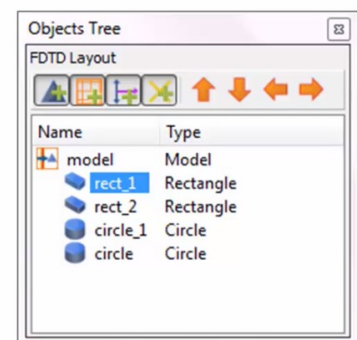 Objects Tree
FDTD Layout
Name Type
model Model
rect_1 Rectangle
rect_2 Rectangle
circle_1 Circle
circle Circle